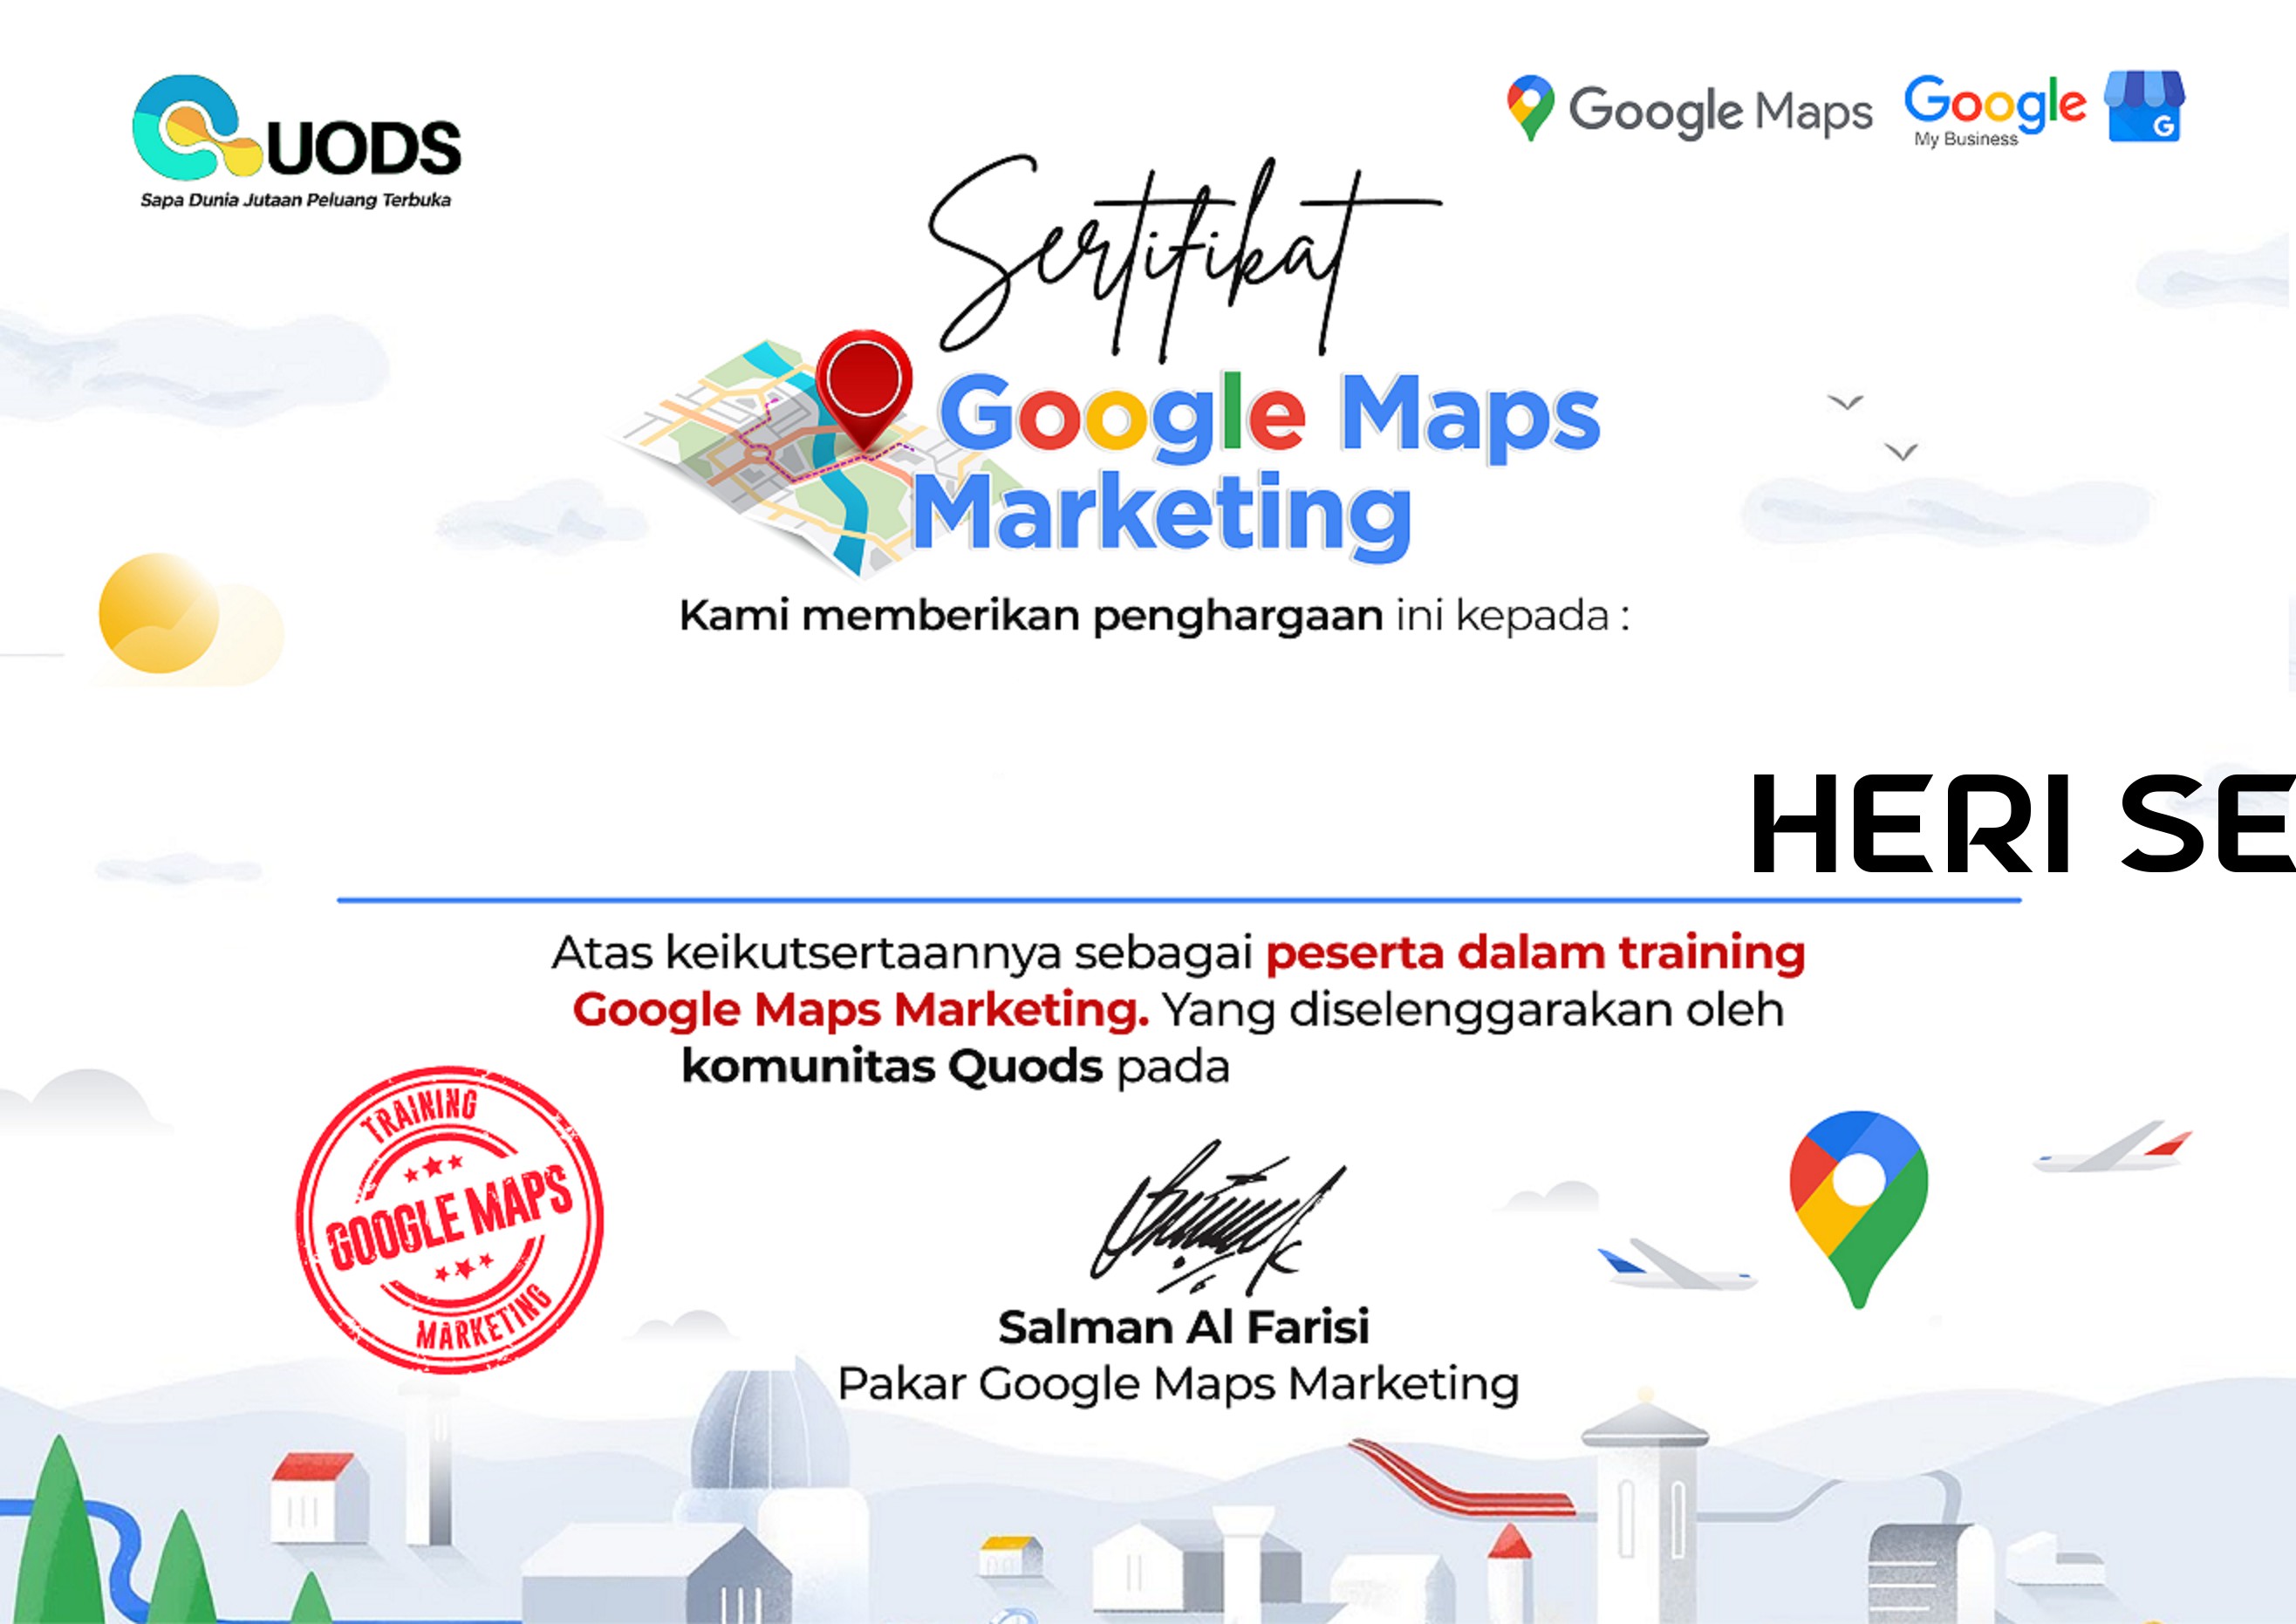 QUODS
Sapa Dunia Jutaan Peluang Terbuka
Google Maps
Google
My Business
G
Sertifikat
Google Maps
Marketing
Kami memberikan penghargaan ini kepada :
HERI SE
Atas keikutsertaannya sebagai peserta dalam training
Google Maps Marketing. Yang diselenggarakan oleh
komunitas Quods pada
TRAINING
GOOGLE MAPS
MARKETING
Salman Al Farisi
Pakar Google Maps Marketing